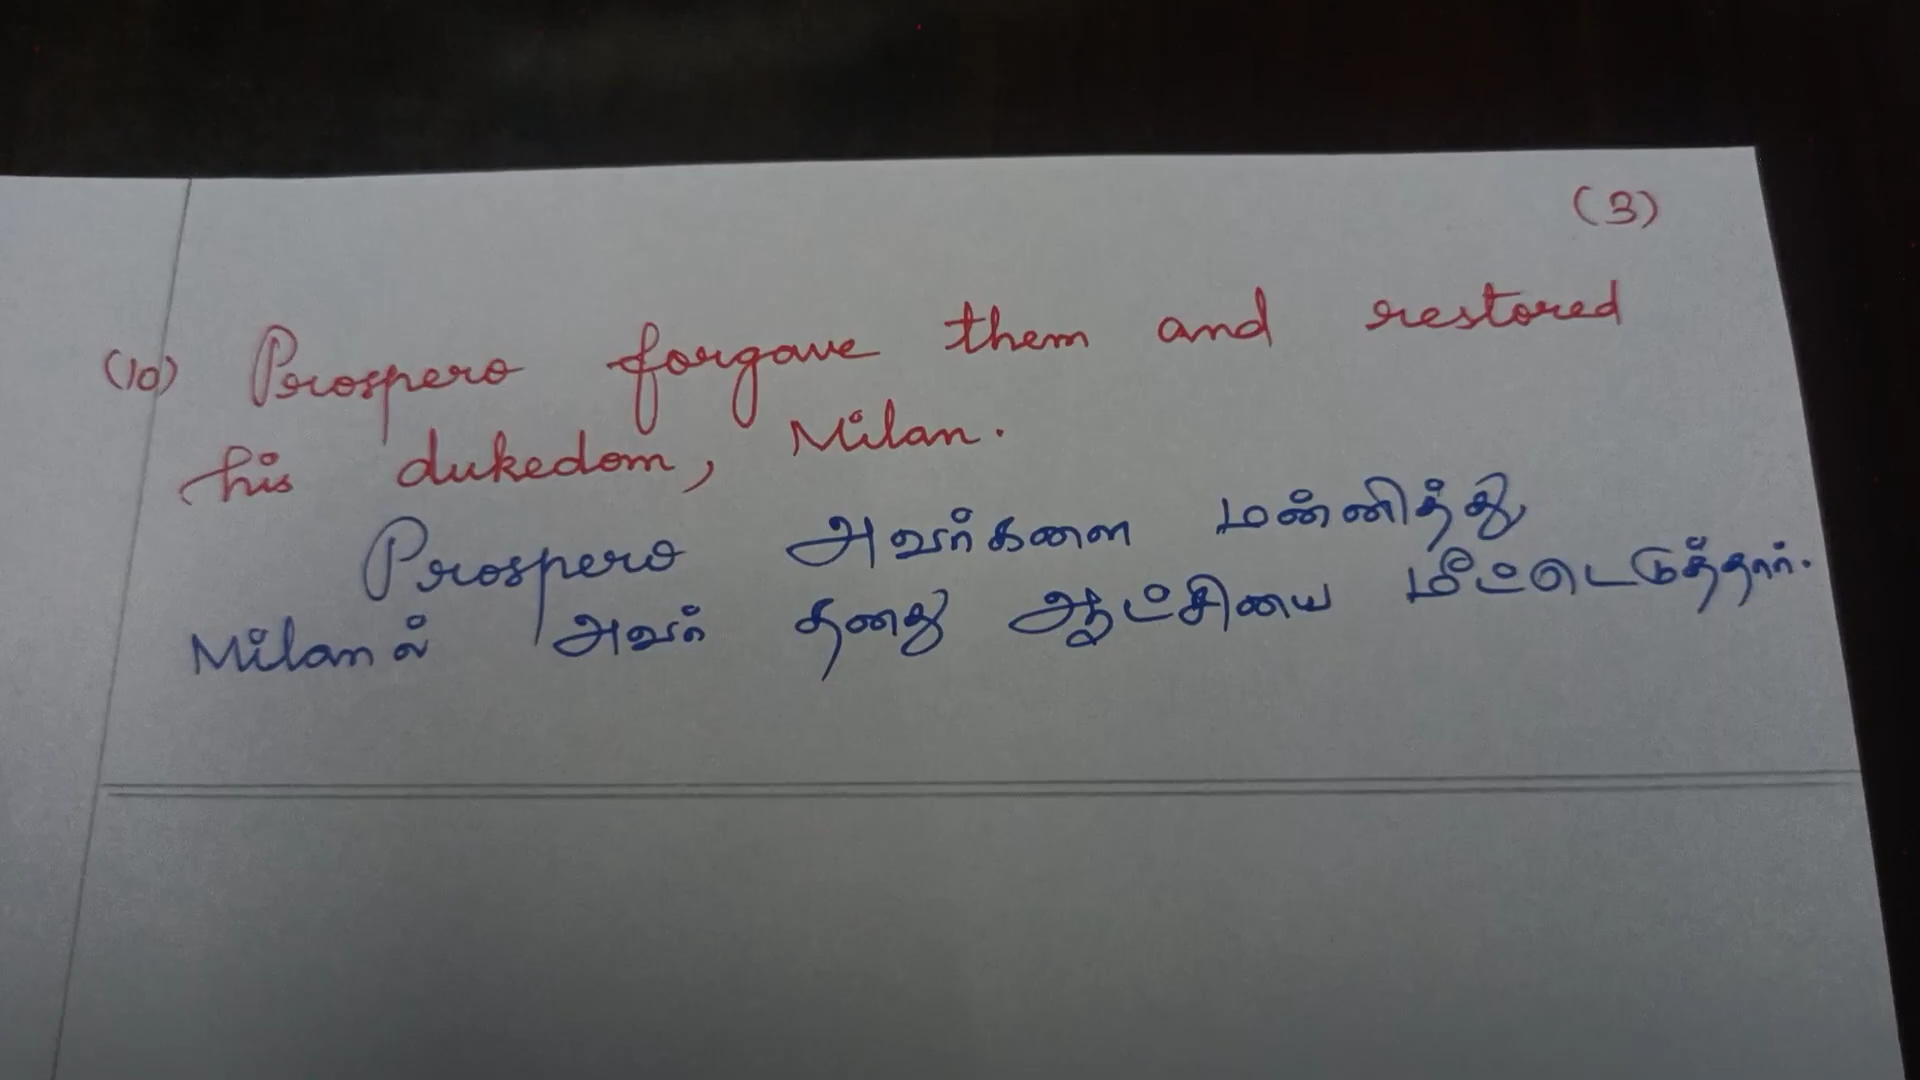 (3)
(10) Prospero forgave them and restored
his dukedom, Milan.
Prospero அவர்களை மன்னித்து
Milanல் அவர் தனது ஆட்சியை மீட்டெடுத்தார்.